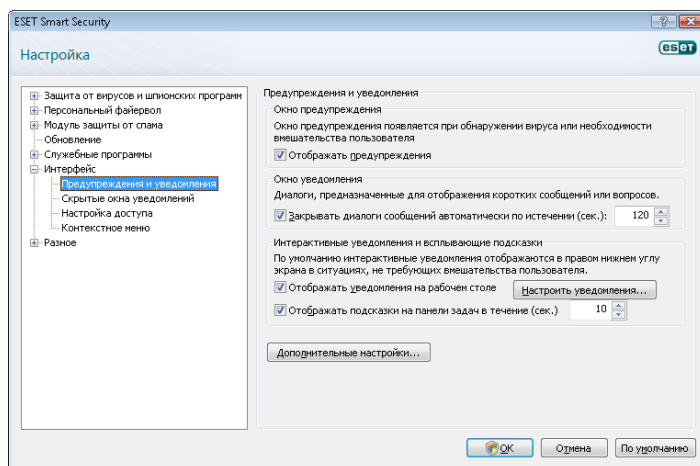 ESET Smart Security
Настройка
eset
Защита от вирусов и шпионских программ
Персональный файервол
Модуль защиты от спама
Обновление
Служебные программы
Интерфейс
Предупреждения и уведомления
Скрытые окна уведомлений
Настройка доступа
Контекстное меню
Разное
Предупреждения и уведомления
Окно предупреждения
Окно предупреждения появляется при обнаружении вируса или необходимости
вмешательства пользователя
Отображать предупреждения
Окно уведомления
Диалоги, предназначенные для отображения коротких сообщений или вопросов.
Закрывать диалоги сообщений автоматически по истечении (сек.): 120
Интерактивные уведомления и всплывающие подсказки
По умолчанию интерактивные уведомления отображаются в правом нижнем углу
экрана в ситуациях, не требующих вмешательства пользователя.
Отображать уведомления на рабочем столе Настроить уведомления...
Отображать подсказки на панели задач в течение (сек.) 10
Дополнительные настройки...
OK Отмена По умолчанию